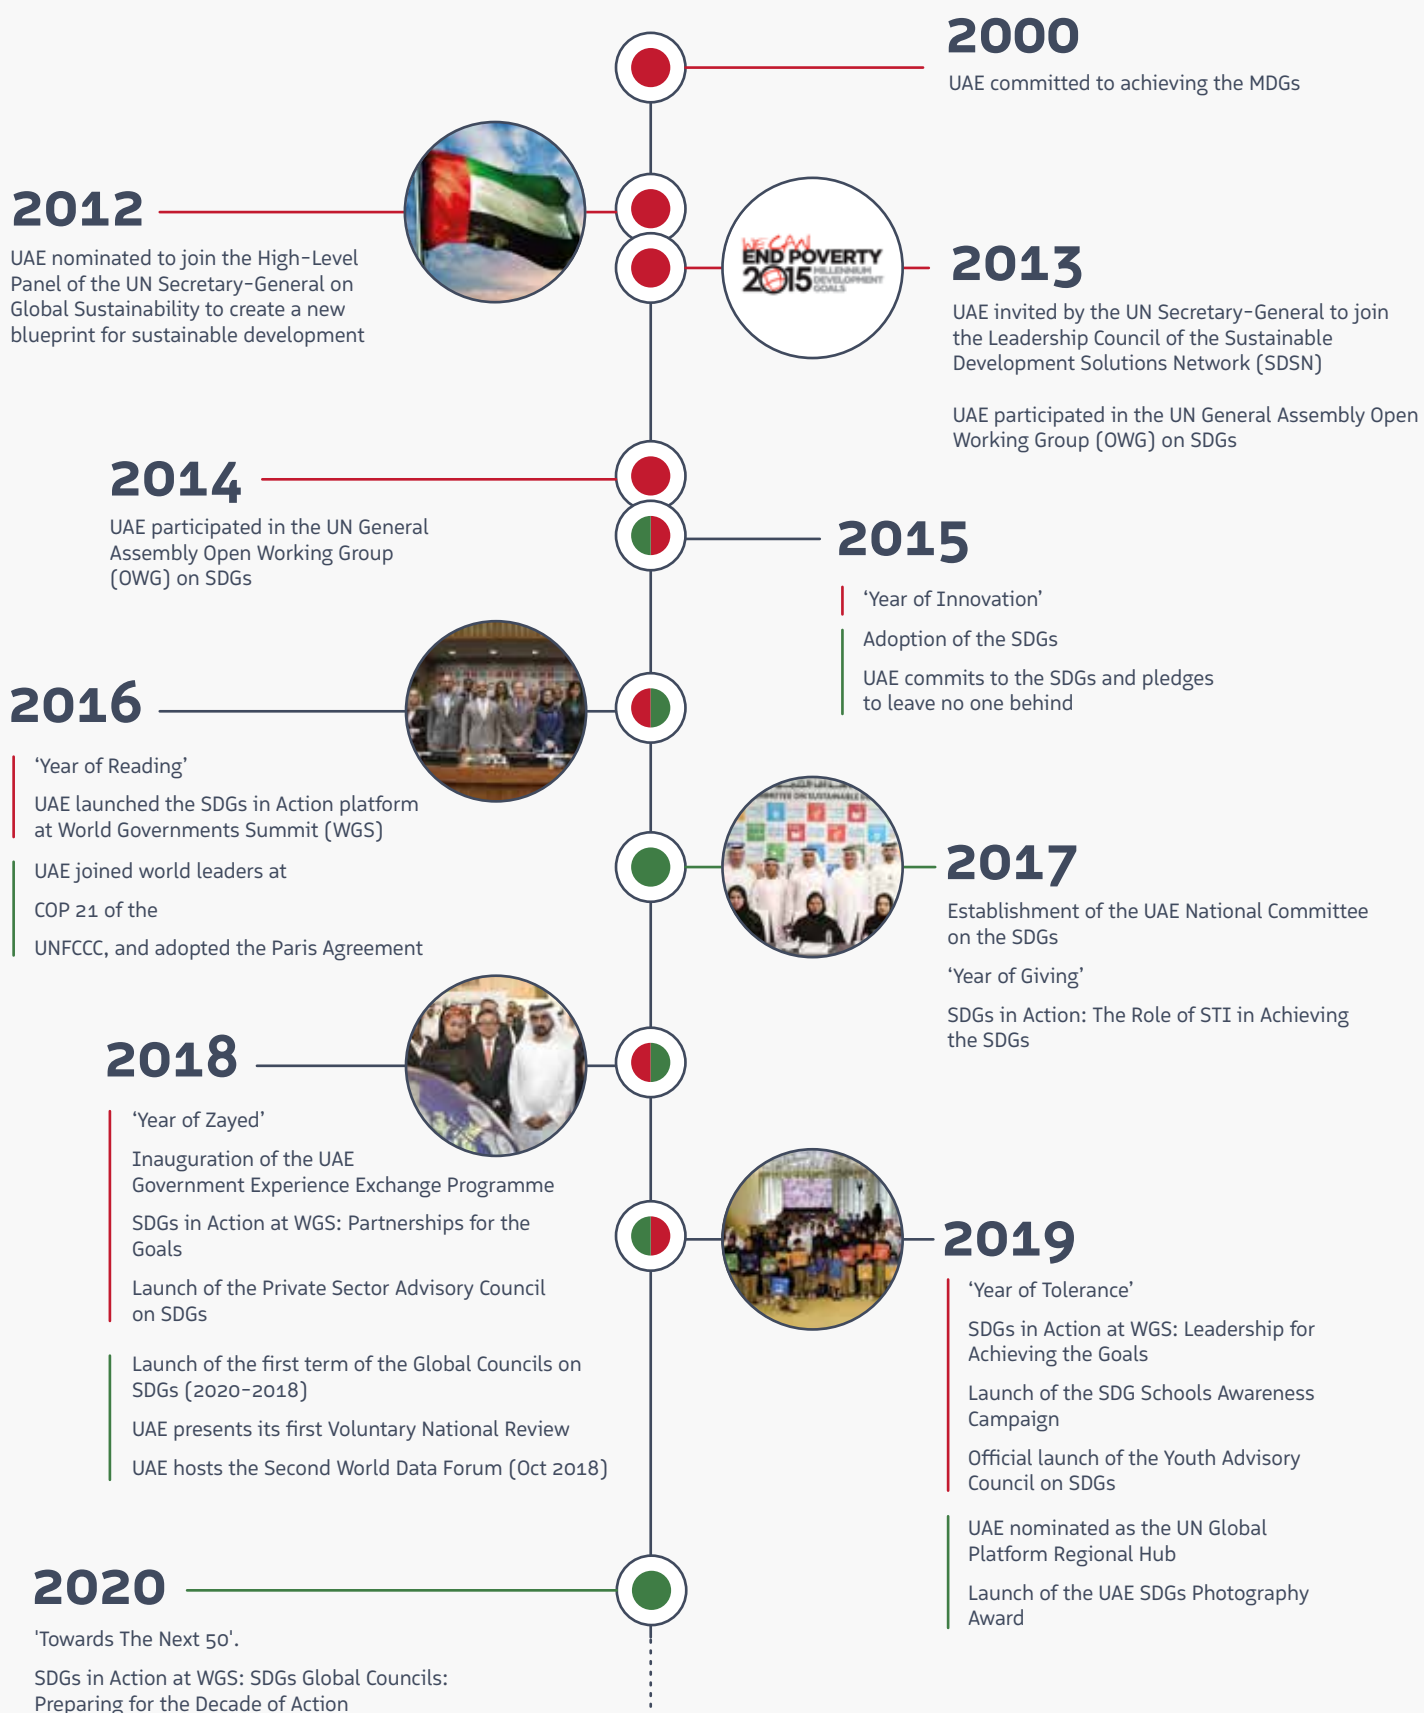 2000
UAE committed to achieving the MDGs
2012
UAE nominated to join the High-Level
Panel of the UN Secretary-General on
Global Sustainability to create a new
blueprint for sustainable development
WE CAN
END POVERTY
2015 MILLENNIUM
DEVELOPMENT
GOALS
2013
UAE invited by the UN Secretary-General to join
the Leadership Council of the Sustainable
Development Solutions Network (SDSN)
UAE participated in the UN General Assembly Open
Working Group (OWG) on SDGs
2014
UAE participated in the UN General
Assembly Open Working Group
(OWG) on SDGs
2015
‘Year of Innovation’
Adoption of the SDGs
UAE commits to the SDGs and pledges
to leave no one behind
2016
‘Year of Reading’
UAE launched the SDGs in Action platform
at World Governments Summit (WGS)
UAE joined world leaders at
COP 21 of the
UNFCCC, and adopted the Paris Agreement
2017
Establishment of the UAE National Committee
on the SDGs
‘Year of Giving’
SDGs in Action: The Role of STI in Achieving
the SDGs
2018
‘Year of Zayed’
Inauguration of the UAE
Government Experience Exchange Programme
SDGs in Action at WGS: Partnerships for the
Goals
Launch of the Private Sector Advisory Council
on SDGs
Launch of the first term of the Global Councils on
SDGs (2020-2018)
UAE presents its first Voluntary National Review
UAE hosts the Second World Data Forum (Oct 2018)
2019
‘Year of Tolerance’
SDGs in Action at WGS: Leadership for
Achieving the Goals
Launch of the SDG Schools Awareness
Campaign
Official launch of the Youth Advisory
Council on SDGs
UAE nominated as the UN Global
Platform Regional Hub
Launch of the UAE SDGs Photography
Award
2020
'Towards The Next 50'.
SDGs in Action at WGS: SDGs Global Councils:
Preparing for the Decade of Action